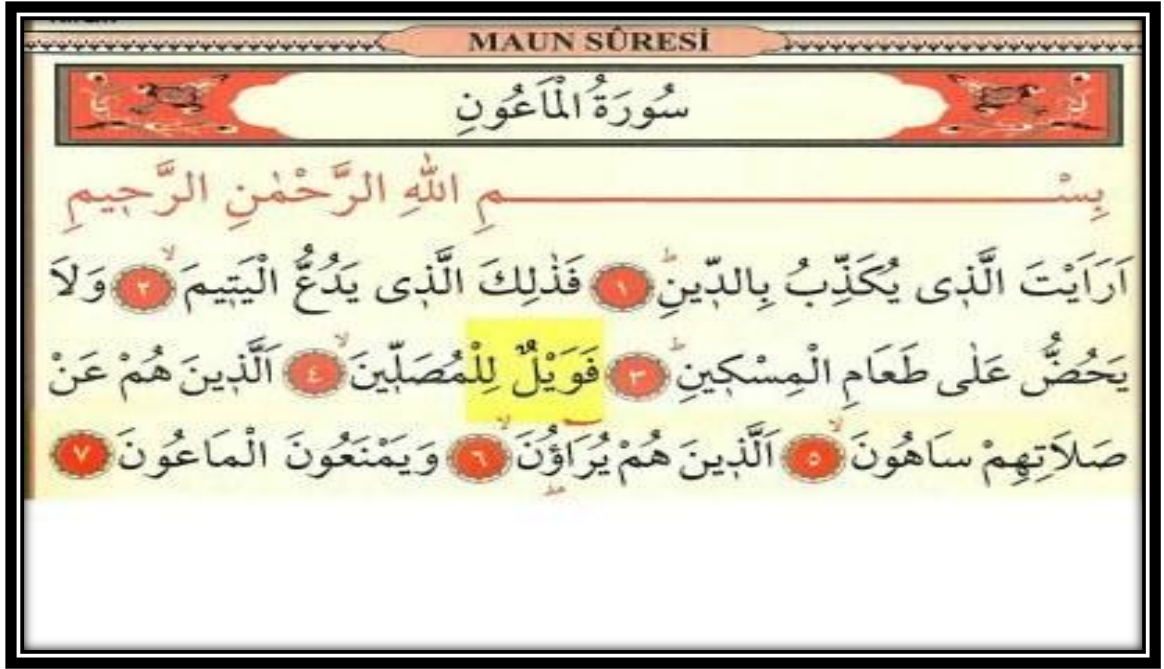 MAUN SÛRESİ
سُورَةُ الْمَاعُونِ
بِسْمِ اللّٰهِ الرَّحْمٰنِ الرَّحٖيمِ
اَرَاَيْتَ الَّذٖى يُكَذِّبُ بِالدّٖينِؕ ١ فَذٰلِكَ الَّذٖى يَدُعُّ الْيَتٖيمَۙ ٢ وَلَا
يَحُضُّ عَلٰى طَعَامِ الْمِسْكٖينِؕ ٣ فَوَيْلٌ لِلْمُصَلّٖينَۙ ٤ اَلَّذٖينَ هُمْ عَنْ
صَلَاتِهِمْ سَاهُونَۙ ٥ اَلَّذٖينَ هُمْ يُرَاؤُنَۙ ٦ وَيَمْنَعُونَ الْمَاعُونَ ٧